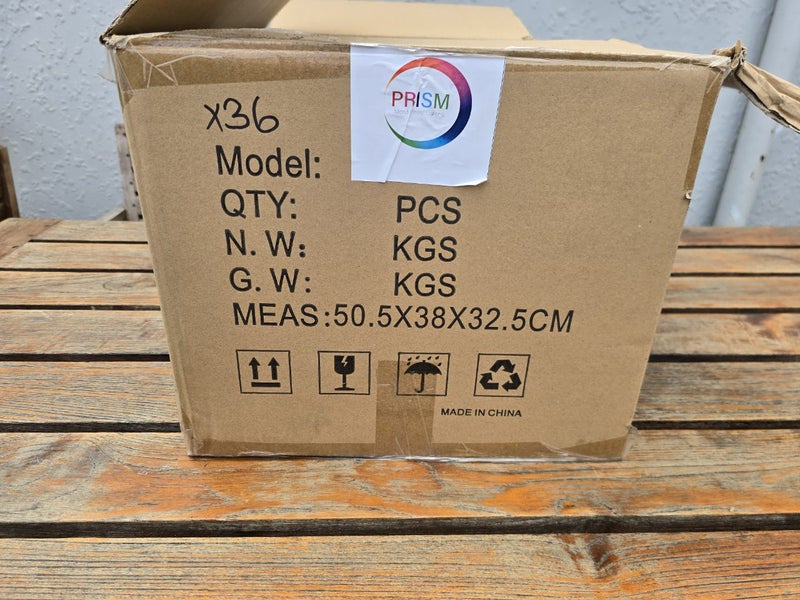 PRISM
x36
Model:
QTY: PCS
N. W: KGS
G. W: KGS
MEAS:50.5X38X32.5CM
MADE IN CHINA